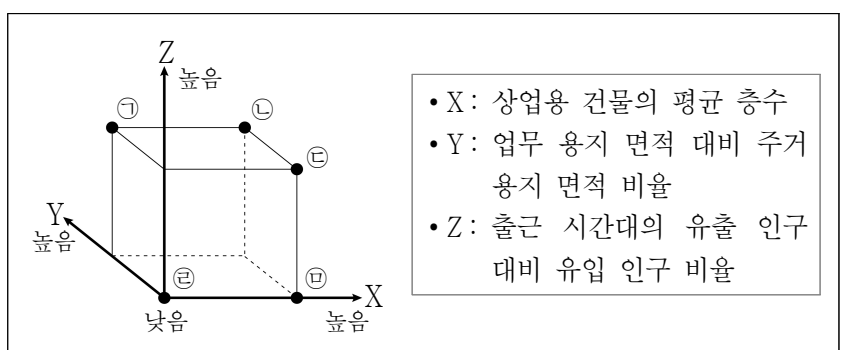 Z
높음
㉠
㉡
㉢
Y
높음
㉣
㉤
X
낮음
높음
• X: 상업용 건물의 평균 층수
• Y: 업무 용지 면적 대비 주거
용지 면적 비율
• Z: 출근 시간대의 유출 인구
대비 유입 인구 비율